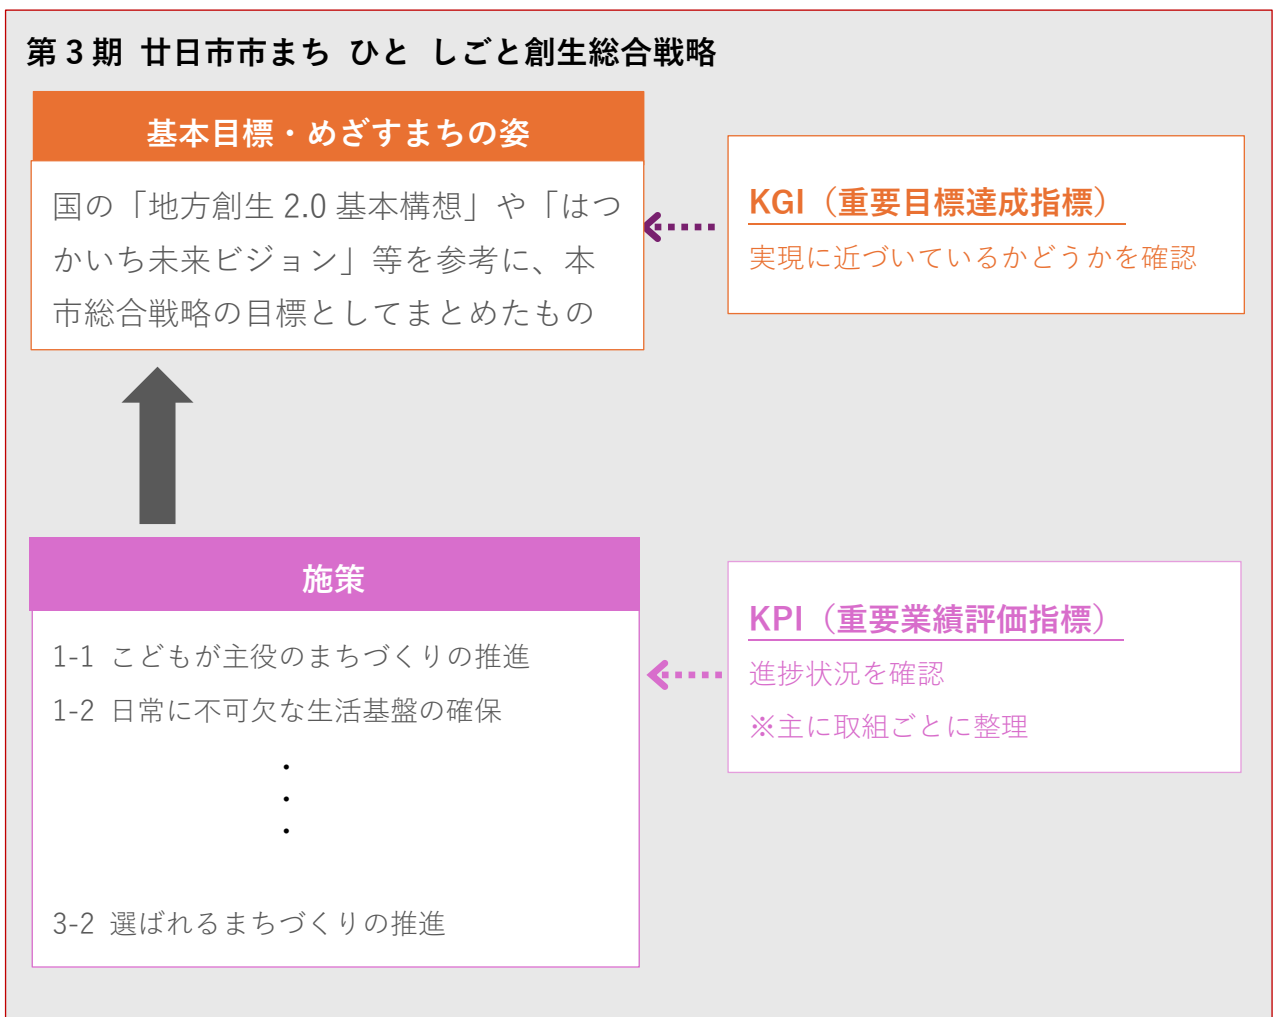 第3期 廿日市市まち ひと しごと創生総合戦略
基本目標・めざすまちの姿
国の「地方創生 2.0 基本構想」や「はつ
かいち未来ビジョン」等を参考に、本
市総合戦略の目標としてまとめたもの
KGI（重要目標達成指標）
実現に近づいているかどうかを確認
施策
1-1 こどもが主役のまちづくりの推進
1-2 日常に不可欠な生活基盤の確保
・
・
・
3-2 選ばれるまちづくりの推進
KPI（重要業績評価指標）
進捗状況を確認
※主に取組ごとに整理